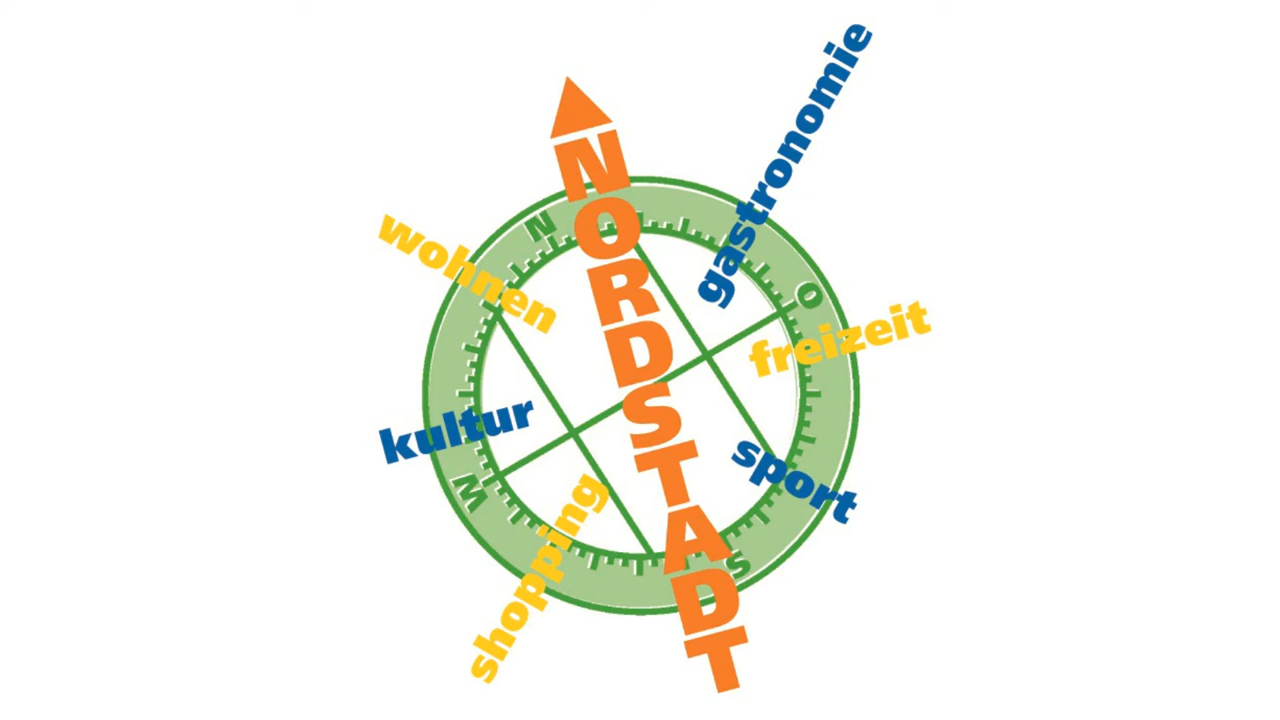 gastronomie
NORDSTADT
wohnen
N
O
freizeit
kultur
sport
W
shopping
S